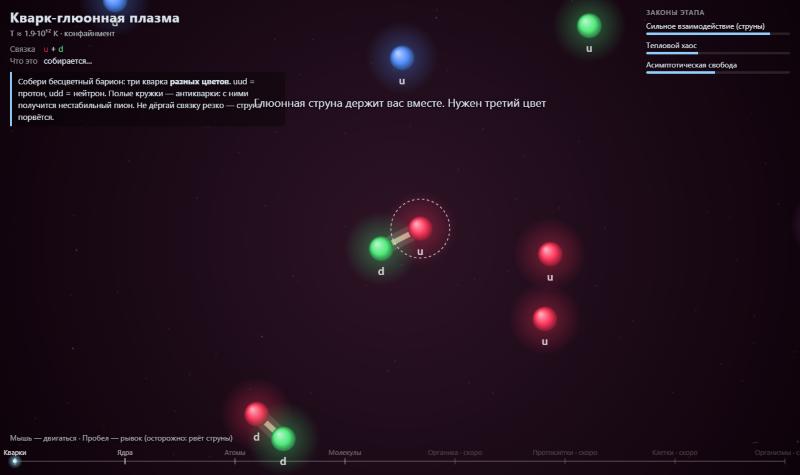 Кварк-глюонная плазма
T ≈ 1.9·10¹² K · конфайнмент
Связка u + d
Что это собирается...
Собери бесцветный барион: три кварка разных цветов. uud =
протон, udd = нейтрон. Полые кружки — антикварки: с ними
получится нестабильный пион. Не дёргай связку резко — струна
порвётся.
ЗАКОНЫ ЭТАПА
Сильное взаимодействие (струны)
Тепловой хаос
Асимптотическая свобода
u
u
u
Глюонная струна держит вас вместе. Нужен третий цвет
u
d
u
u
d
d
Мышь — двигаться · Пробел — рывок (осторожно: рвёт струны)
Кварки
Ядра
Атомы
Молекулы
Органика · скоро
Протоклетки · скоро
Клетки · скоро
Организмы · с